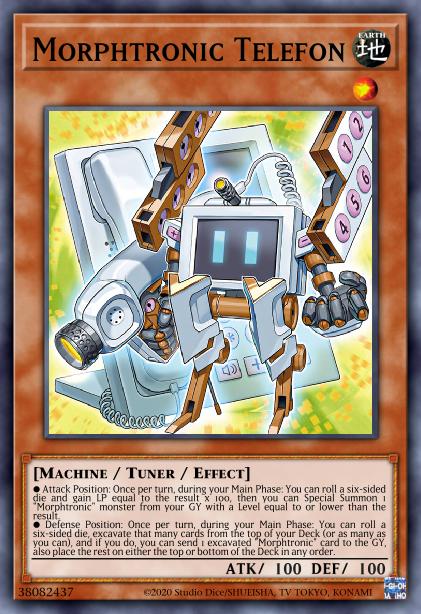 MORPHTRONIC TELEFON
EARTH
地
1 2
4 5 6
[MACHINE / TUNER / EFFECT]
● Attack Position: Once per turn, during your Main Phase: You can roll a six-sided
die and gain LP equal to the result x 100, then you can Special Summon 1
"Morphtronic" monster from your GY with a Level equal to or lower than the
result.
● Defense Position: Once per turn, during your Main Phase: You can roll a
six-sided die, excavate that many cards from the top of your Deck (or as many as
you can), and if you do, you can send 1 excavated "Morphtronic" card to the GY,
also place the rest on either the top or bottom of the Deck in any order.
ATK/ 100 DEF/ 100
38082437
©2020 Studio Dice/SHUEISHA, TV TOKYO, KONAMI